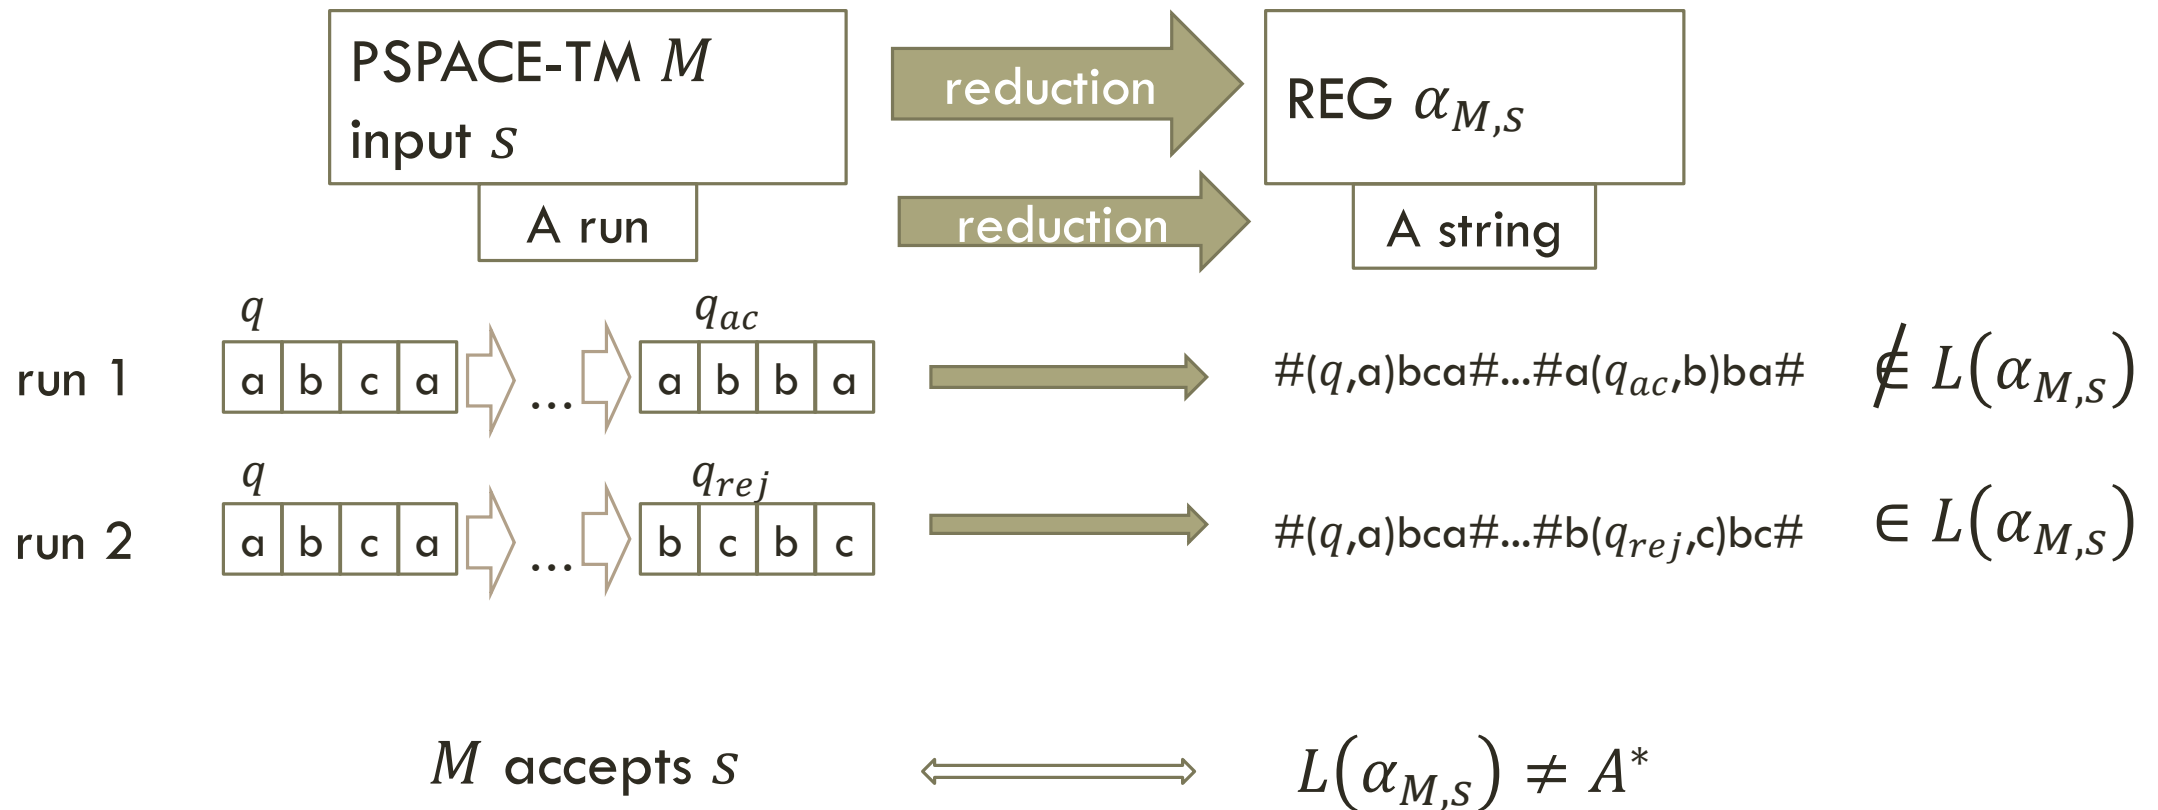 PSPACE-TM M
input s
reduction
REG α_{M,s}
A run
reduction
A string
q
q_{ac}
run 1
a b c a
...
a b b a
#(q,a)bca#...#a(q_{ac},b)ba#
∉ L(α_{M,s})
q
q_{rej}
run 2
a b c a
...
b c b c
#(q,a)bca#...#b(q_{rej},c)bc#
∈ L(α_{M,s})
M accepts s
L(α_{M,s}) ≠ A*